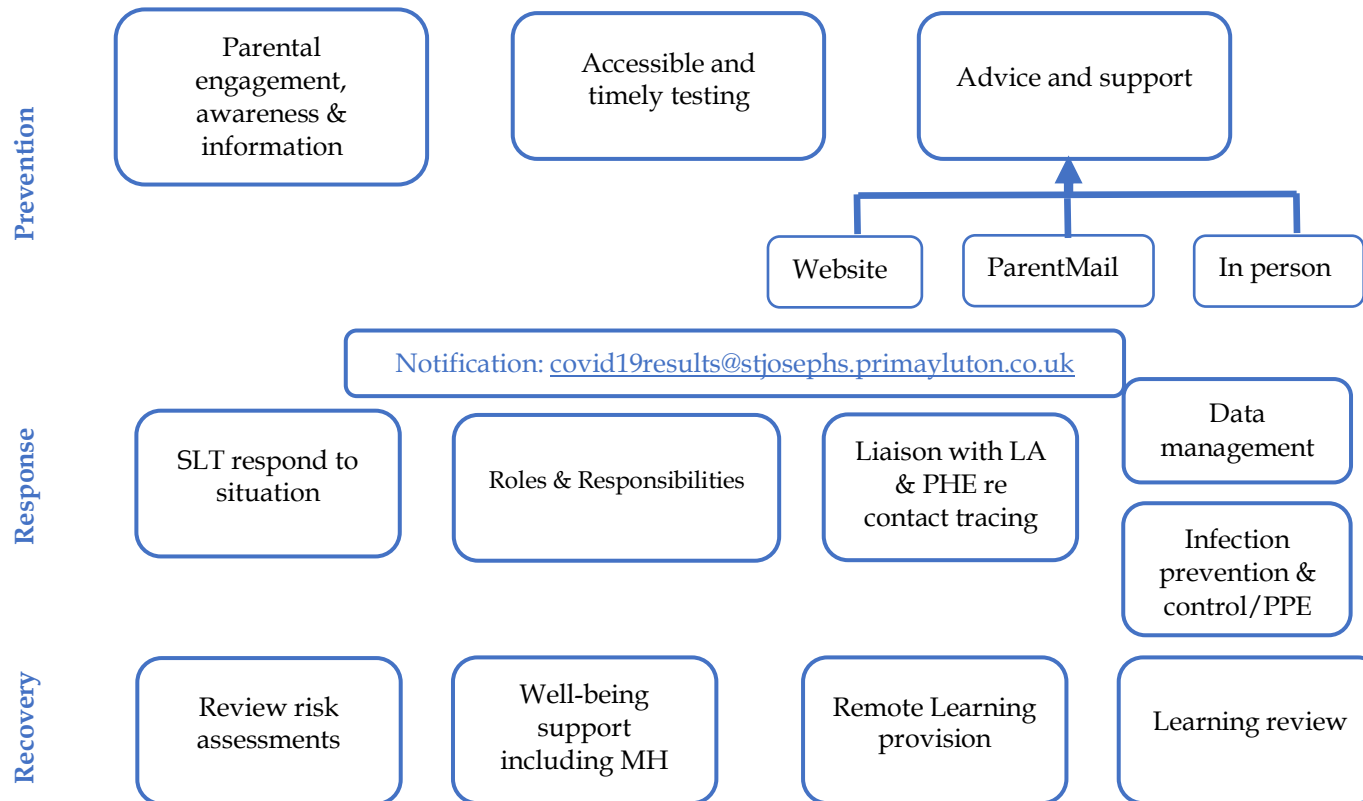 Prevention
Parental
engagement,
awareness &
information
Accessible and
timely testing
Advice and support
Website
ParentMail
In person
Response
Notification: covid19results@stjosephs.primayluton.co.uk
SLT respond to
situation
Roles & Responsibilities
Liaison with LA
& PHE re
contact tracing
Data
management
Infection
prevention &
control/PPE
Recovery
Review risk
assessments
Well-being
support
including MH
Remote Learning
provision
Learning review